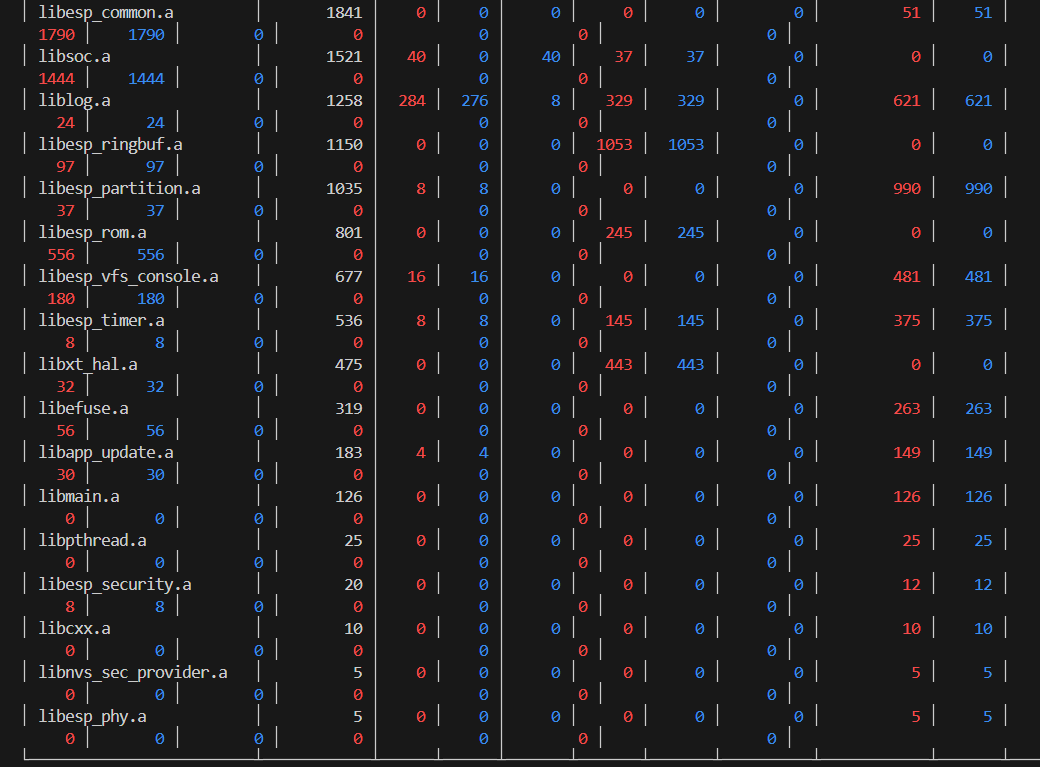 | libesp_common.a | 1841 | 0 | 0 | 0 | 0 | 0 | 0 | 51 | 51 |
1790 | 1790 | 0 | 0 | 0 | 0 | 0 |
| libsoc.a | 1521 | 40 | 0 | 40 | 37 | 37 | 0 | 0 | 0 |
1444 | 1444 | 0 | 0 | 0 | 0 | 0 |
| liblog.a | 1258 | 284 | 276 | 8 | 329 | 329 | 0 | 621 | 621 |
24 | 24 | 0 | 0 | 0 | 0 | 0 |
| libesp_ringbuf.a | 1150 | 0 | 0 | 0 | 1053 | 1053 | 0 | 0 | 0 |
97 | 97 | 0 | 0 | 0 | 0 | 0 |
| libesp_partition.a | 1035 | 8 | 8 | 0 | 0 | 0 | 0 | 990 | 990 |
37 | 37 | 0 | 0 | 0 | 0 | 0 |
| libesp_rom.a | 801 | 0 | 0 | 0 | 245 | 245 | 0 | 0 | 0 |
556 | 556 | 0 | 0 | 0 | 0 | 0 |
| libesp_vfs_console.a | 677 | 16 | 16 | 0 | 0 | 0 | 0 | 481 | 481 |
180 | 180 | 0 | 0 | 0 | 0 | 0 |
| libesp_timer.a | 536 | 8 | 8 | 0 | 145 | 145 | 0 | 375 | 375 |
8 | 8 | 0 | 0 | 0 | 0 | 0 |
| libxt_hal.a | 475 | 0 | 0 | 0 | 443 | 443 | 0 | 0 | 0 |
32 | 32 | 0 | 0 | 0 | 0 | 0 |
| libefuse.a | 319 | 0 | 0 | 0 | 0 | 0 | 0 | 263 | 263 |
56 | 56 | 0 | 0 | 0 | 0 | 0 |
| libapp_update.a | 183 | 4 | 4 | 0 | 0 | 0 | 0 | 149 | 149 |
30 | 30 | 0 | 0 | 0 | 0 | 0 |
| libmain.a | 126 | 0 | 0 | 0 | 0 | 0 | 0 | 126 | 126 |
0 | 0 | 0 | 0 | 0 | 0 | 0 |
| libpthread.a | 25 | 0 | 0 | 0 | 0 | 0 | 0 | 25 | 25 |
0 | 0 | 0 | 0 | 0 | 0 | 0 |
| libesp_security.a | 20 | 0 | 0 | 0 | 0 | 0 | 0 | 12 | 12 |
8 | 8 | 0 | 0 | 0 | 0 | 0 |
| libcxx.a | 10 | 0 | 0 | 0 | 0 | 0 | 0 | 10 | 10 |
0 | 0 | 0 | 0 | 0 | 0 | 0 |
| libnvs_sec_provider.a | 5 | 0 | 0 | 0 | 0 | 0 | 0 | 5 | 5 |
0 | 0 | 0 | 0 | 0 | 0 | 0 |
| libesp_phy.a | 5 | 0 | 0 | 0 | 0 | 0 | 0 | 5 | 5 |
0 | 0 | 0 | 0 | 0 | 0 | 0 |